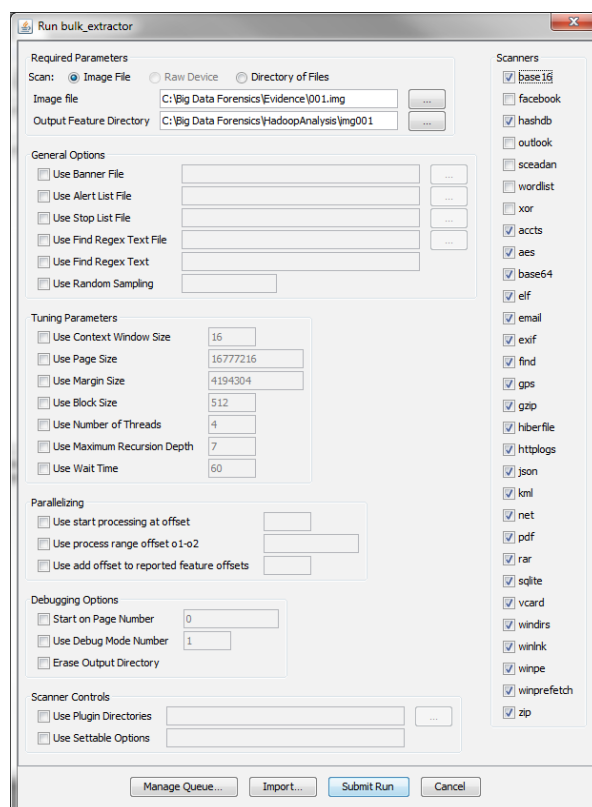 Run bulk_extractor
Required Parameters
Scan: Image File Raw Device Directory of Files
Image file C:\Big Data Forensics\Evidence\001.img ...
Output Feature Directory C:\Big Data Forensics\HadoopAnalysis\img001 ...
General Options
Use Banner File ...
Use Alert List File ...
Use Stop List File ...
Use Find Regex Text File ...
Use Find Regex Text
Use Random Sampling
Tuning Parameters
Use Context Window Size 16
Use Page Size 16777216
Use Margin Size 4194304
Use Block Size 512
Use Number of Threads 4
Use Maximum Recursion Depth 7
Use Wait Time 60
Parallelizing
Use start processing at offset
Use process range offset o1-o2
Use add offset to reported feature offsets
Debugging Options
Start on Page Number 0
Use Debug Mode Number 1
Erase Output Directory
Scanner Controls
Use Plugin Directories ...
Use Settable Options
Scanners
base16
facebook
hashdb
outlook
sceadan
wordlist
xor
accts
aes
base64
elf
email
exif
find
gps
gzip
hiberfile
httplogs
json
kml
net
pdf
rar
sqlite
vcard
windirs
winlnk
winpe
winprefetch
zip
Manage Queue... Import... Submit Run Cancel